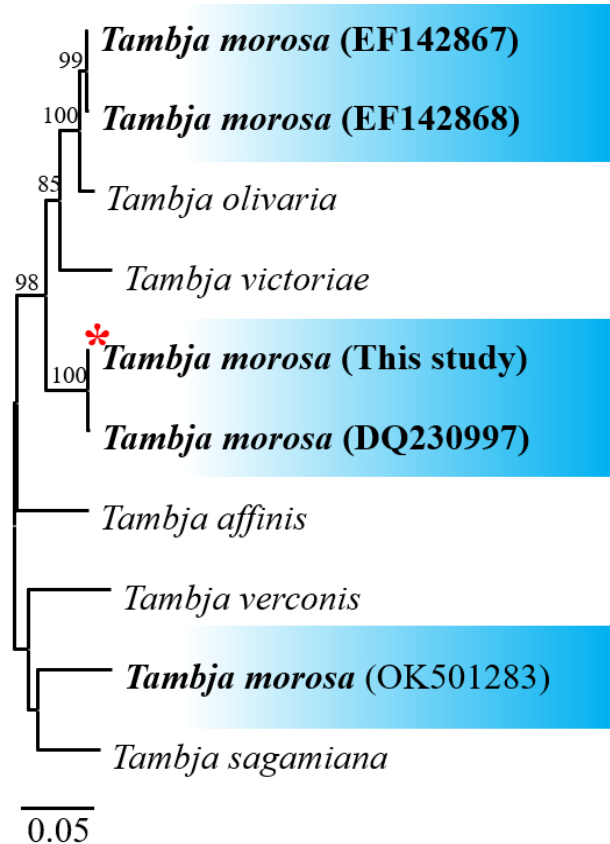 Tambja morosa (EF142867)
99
Tambja morosa (EF142868)
100
Tambja olivaria
85
Tambja victoriae
98
*
Tambja morosa (This study)
100
Tambja morosa (DQ230997)
Tambja affinis
Tambja verconis
Tambja morosa (OK501283)
Tambja sagamiana
0.05